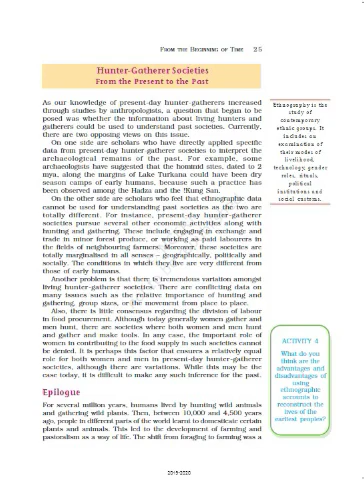 FROM THE BEGINNING OF TIME 25
Hunter-Gatherer Societies
From the Present to the Past
As our knowledge of present-day hunter-gatherers increased
through studies by anthropologists, a question that began to be
posed was whether the information about living hunters and
gatherers could be used to understand past societies. Currently,
there are two opposing views on this issue.
On one side are scholars who have directly applied specific
data from present-day hunter-gatherer societies to interpret the
archaeological remains of the past. For example, some
archaeologists have suggested that the hominid sites, dated to 2
mya, along the margins of Lake Turkana could have been dry
season camps of early humans, because such a practice has
been observed among the Hadza and the !Kung San.
On the other side are scholars who feel that ethnographic data
cannot be used for understanding past societies as the two are
totally different. For instance, present-day hunter-gatherer
societies pursue several other economic activities along with
hunting and gathering. These include engaging in exchange and
trade in minor forest produce, or working as paid labourers in
the fields of neighbouring farmers. Moreover, these societies are
totally marginalised in all senses – geographically, politically and
socially. The conditions in which they live are very different from
those of early humans.
Another problem is that there is tremendous variation amongst
living hunter-gatherer societies. There are conflicting data on
many issues such as the relative importance of hunting and
gathering, group sizes, or the movement from place to place.
Also, there is little consensus regarding the division of labour
in food procurement. Although today generally women gather and
men hunt, there are societies where both women and men hunt
and gather and make tools. In any case, the important role of
women in contributing to the food supply in such societies cannot
be denied. It is perhaps this factor that ensures a relatively equal
role for both women and men in present-day hunter-gatherer
societies, although there are variations. While this may be the
case today, it is difficult to make any such inference for the past.
Epilogue
For several million years, humans lived by hunting wild animals
and gathering wild plants. Then, between 10,000 and 4,500 years
ago, people in different parts of the world learnt to domesticate certain
plants and animals. This led to the development of farming and
pastoralism as a way of life. The shift from foraging to farming was a
Ethnography is the
study of
contemporary
ethnic groups. It
includes an
examination of
their modes of
livelihood,
technology, gender
roles, rituals,
political
institutions and
social customs.
ACTIVITY 4
What do you
think are the
advantages and
disadvantages of
using
ethnographic
accounts to
reconstruct the
lives of the
earliest peoples?
2019-2020